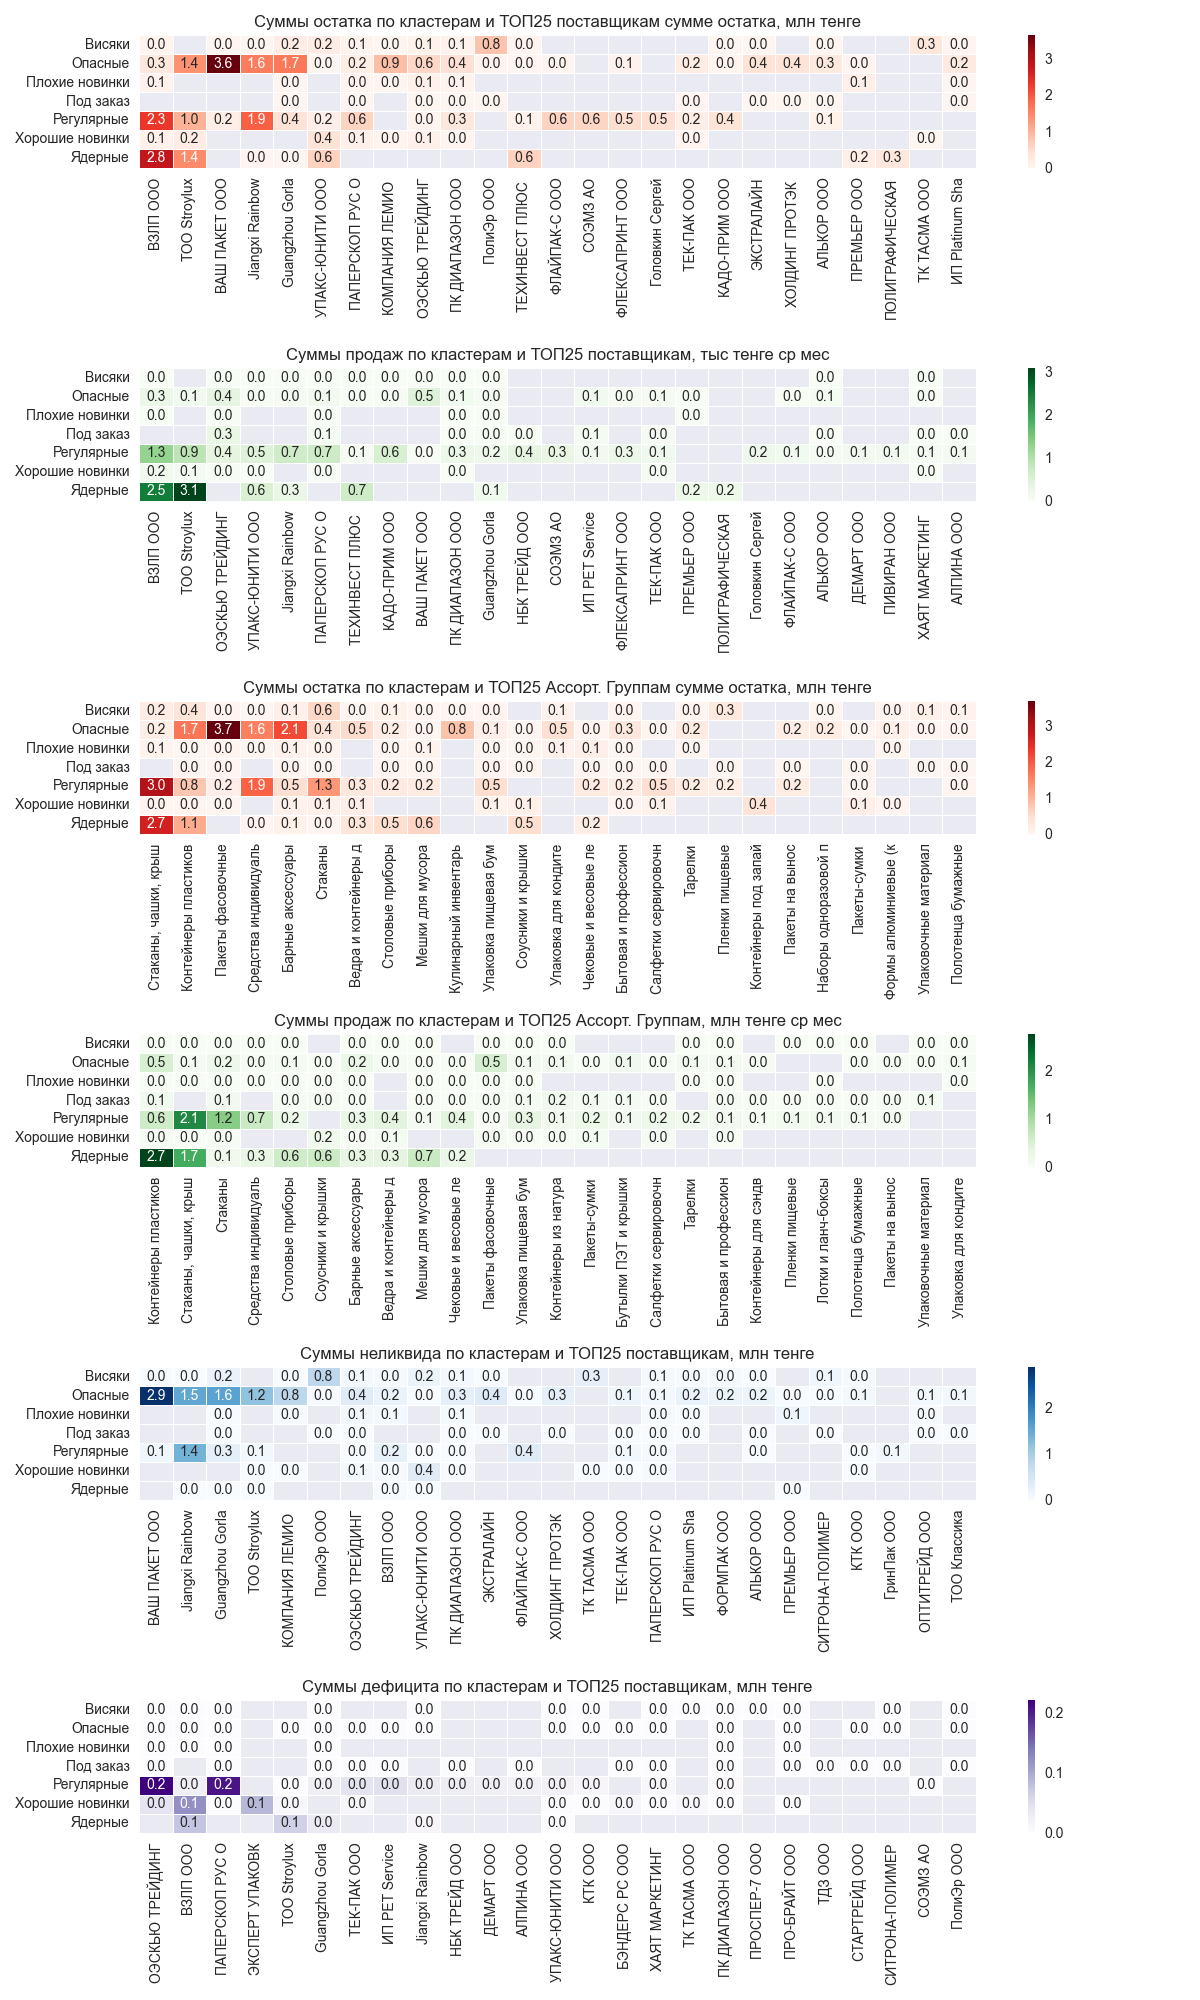 Суммы остатка по кластерам и ТОП25 поставщикам сумме остатка, млн тенге
Висяки 0.0 0.0 0.0 0.2 0.2 0.1 0.0 0.1 0.1 0.8 0.0 0.0 0.0 0.0 0.3 0.0
Опасные 0.3 1.4 3.6 1.6 1.7 0.0 0.2 0.9 0.6 0.4 0.0 0.0 0.0 0.1 0.2 0.0 0.4 0.4 0.3 0.0 0.2
Плохие новинки 0.1 0.0 0.0 0.0 0.1 0.1 0.1 0.0
Под заказ 0.0 0.0 0.0 0.0 0.0 0.0 0.0 0.0 0.0 0.0
Регулярные 2.3 1.0 0.2 1.9 0.4 0.2 0.6 0.0 0.3 0.1 0.6 0.6 0.5 0.5 0.2 0.4 0.1
Хорошие новинки 0.1 0.2 0.4 0.1 0.0 0.1 0.0 0.0 0.0
Ядерные 2.8 1.4 0.0 0.0 0.6 0.6 0.2 0.3
3
2
1
0
ВЗЛП ООО
ТОО Stroylux
ВАШ ПАКЕТ ООО
Jiangxi Rainbow
Guangzhou Gorla
УПАКС-ЮНИТИ ООО
ПАПЕРСКОП РУС О
КОМПАНИЯ ЛЕМИО
ОЭСКЬЮ ТРЕЙДИНГ
ПК ДИАПАЗОН ООО
ПолиЭр ООО
ТЕХИНВЕСТ ПЛЮС
ФЛАЙПАК-С ООО
СОЭМЗ АО
ФЛЕКСАПРИНТ ООО
Головкин Сергей
ТЕК-ПАК ООО
КАДО-ПРИМ ООО
ЭКСТРАЛАЙН
ХОЛДИНГ ПРОТЭК
АЛЬКОР ООО
ПРЕМЬЕР ООО
ПОЛИГРАФИЧЕСКАЯ
ТК ТАСМА ООО
ИП Platinum Sha
Суммы продаж по кластерам и ТОП25 поставщикам, тыс тенге ср мес
Висяки 0.0 0.0 0.0 0.0 0.0 0.0 0.0 0.0 0.0 0.0 0.0 0.0
Опасные 0.3 0.1 0.4 0.0 0.0 0.1 0.0 0.0 0.5 0.1 0.0 0.1 0.0 0.1 0.0 0.0 0.1 0.0
Плохие новинки 0.0 0.0 0.0 0.0 0.0 0.0
Под заказ 0.3 0.1 0.0 0.0 0.0 0.1 0.0 0.0 0.0 0.0
Регулярные 1.3 0.9 0.4 0.5 0.7 0.7 0.1 0.6 0.0 0.3 0.2 0.4 0.3 0.1 0.3 0.1 0.2 0.1 0.0 0.1 0.1 0.1 0.1
Хорошие новинки 0.2 0.1 0.0 0.0 0.0 0.0 0.0 0.0
Ядерные 2.5 3.1 0.6 0.3 0.7 0.1 0.2 0.2
3
2
1
0
ВЗЛП ООО
ТОО Stroylux
ОЭСКЬЮ ТРЕЙДИНГ
УПАКС-ЮНИТИ ООО
Jiangxi Rainbow
ПАПЕРСКОП РУС О
ТЕХИНВЕСТ ПЛЮС
КАДО-ПРИМ ООО
ВАШ ПАКЕТ ООО
ПК ДИАПАЗОН ООО
Guangzhou Gorla
НБК ТРЕЙД ООО
СОЭМЗ АО
ИП РЕТ Service
ФЛЕКСАПРИНТ ООО
ТЕК-ПАК ООО
ПРЕМЬЕР ООО
ПОЛИГРАФИЧЕСКАЯ
Головкин Сергей
ФЛАЙПАК-С ООО
АЛЬКОР ООО
ДЕМАРТ ООО
ПИВИРАН ООО
ХАЯТ МАРКЕТИНГ
АЛПИНА ООО
Суммы остатка по кластерам и ТОП25 Ассорт. Группам сумме остатка, млн тенге
Висяки 0.2 0.4 0.0 0.0 0.1 0.6 0.0 0.1 0.0 0.0 0.0 0.1 0.0 0.0 0.3 0.0 0.0 0.1 0.1
Опасные 0.2 1.7 3.7 1.6 2.1 0.4 0.5 0.2 0.0 0.8 0.1 0.0 0.5 0.0 0.3 0.0 0.2 0.2 0.2 0.0 0.1 0.0 0.0
Плохие новинки 0.1 0.0 0.0 0.0 0.1 0.0 0.0 0.1 0.0 0.0 0.1 0.1 0.0 0.0 0.0
Под заказ 0.0 0.0 0.0 0.0 0.0 0.0 0.0 0.0 0.0 0.0 0.0 0.0 0.0 0.0 0.0 0.0 0.0 0.0
Регулярные 3.0 0.8 0.2 1.9 0.5 1.3 0.3 0.2 0.2 0.5 0.2 0.2 0.5 0.2 0.2 0.2 0.0 0.0
Хорошие новинки 0.0 0.0 0.0 0.1 0.1 0.1 0.1 0.1 0.0 0.1 0.4 0.1 0.0
Ядерные 2.7 1.1 0.0 0.1 0.0 0.3 0.5 0.6 0.5 0.2
3
2
1
0
Стаканы, чашки, крыш
Контейнеры пластиков
Пакеты фасовочные
Средства индивидуаль
Барные аксессуары
Стаканы
Ведра и контейнеры д
Столовые приборы
Мешки для мусора
Кулинарный инвентарь
Упаковка пищевая бум
Соусники и крышки
Упаковка для кондите
Чековые и весовые ле
Бытовая и профессион
Салфетки сервировочн
Тарелки
Пленки пищевые
Контейнеры под запай
Пакеты на вынос
Наборы одноразовой п
Пакеты-сумки
Формы алюминиевые (к
Упаковочные материал
Полотенца бумажные
Суммы продаж по кластерам и ТОП25 Ассорт. Группам, млн тенге ср мес
Висяки 0.0 0.0 0.0 0.0 0.0 0.0 0.0 0.0 0.0 0.0 0.0 0.0 0.0 0.0 0.0 0.0 0.0 0.0 0.0
Опасные 0.5 0.1 0.2 0.0 0.1 0.0 0.2 0.0 0.0 0.0 0.5 0.1 0.1 0.0 0.1 0.0 0.1 0.1 0.0 0.0 0.0 0.0 0.1
Плохие новинки 0.0 0.0 0.0 0.0 0.0 0.0 0.0 0.0 0.0 0.0 0.0 0.0 0.0 0.0 0.0
Под заказ 0.1 0.1 0.0 0.0 0.0 0.0 0.0 0.0 0.0 0.0 0.1 0.2 0.1 0.1 0.0 0.0 0.0 0.0 0.0 0.0 0.0 0.1
Регулярные 0.6 2.1 1.2 0.7 0.2 0.3 0.4 0.1 0.4 0.0 0.3 0.1 0.2 0.1 0.2 0.2 0.1 0.1 0.1 0.1 0.1 0.0
Хорошие новинки 0.0 0.0 0.0 0.2 0.0 0.1 0.0 0.0 0.0 0.1 0.0 0.0
Ядерные 2.7 1.7 0.1 0.3 0.6 0.6 0.3 0.3 0.7 0.2
2
1
0
Контейнеры пластиков
Стаканы, чашки, крыш
Стаканы
Средства индивидуаль
Столовые приборы
Соусники и крышки
Барные аксессуары
Ведра и контейнеры д
Мешки для мусора
Чековые и весовые ле
Пакеты фасовочные
Упаковка пищевая бум
Контейнеры из натура
Пакеты-сумки
Бутылки ПЭТ и крышки
Салфетки сервировочн
Тарелки
Бытовая и профессион
Контейнеры для сэндв
Пленки пищевые
Лотки и ланч-боксы
Полотенца бумажные
Пакеты на вынос
Упаковочные материал
Упаковка для кондите
Суммы неликвида по кластерам и ТОП25 поставщикам, млн тенге
Висяки 0.0 0.0 0.2 0.0 0.8 0.1 0.0 0.2 0.1 0.0 0.3 0.1 0.0 0.0 0.0 0.1 0.0
Опасные 2.9 1.5 1.6 1.2 0.8 0.0 0.4 0.2 0.0 0.3 0.4 0.0 0.3 0.1 0.1 0.2 0.2 0.2 0.0 0.0 0.1 0.1 0.1
Плохие новинки 0.0 0.0 0.1 0.1 0.1 0.0 0.0 0.1 0.0
Под заказ 0.0 0.0 0.0 0.0 0.0 0.0 0.0 0.0 0.0 0.0 0.0 0.0 0.0
Регулярные 0.1 1.4 0.3 0.1 0.0 0.2 0.0 0.0 0.4 0.1 0.0 0.0 0.0 0.1
Хорошие новинки 0.0 0.0 0.1 0.0 0.4 0.0 0.0 0.0 0.0 0.0
Ядерные 0.0 0.0 0.0 0.0 0.0 0.0
2
1
0
ВАШ ПАКЕТ ООО
Jiangxi Rainbow
Guangzhou Gorla
ТОО Stroylux
КОМПАНИЯ ЛЕМИО
ПолиЭр ООО
ОЭСКЬЮ ТРЕЙДИНГ
ВЗЛП ООО
УПАКС-ЮНИТИ ООО
ПК ДИАПАЗОН ООО
ЭКСТРАЛАЙН
ФЛАЙПАК-С ООО
ХОЛДИНГ ПРОТЭК
ТК ТАСМА ООО
ТЕК-ПАК ООО
ПАПЕРСКОП РУС О
ИП Platinum Sha
ФОРМПАК ООО
АЛЬКОР ООО
ПРЕМЬЕР ООО
СИТРОНА-ПОЛИМЕР
КТК ООО
ГринПак ООО
ОПТИТРЕЙД ООО
ТОО Классика
Суммы дефицита по кластерам и ТОП25 поставщикам, млн тенге
Висяки 0.0 0.0 0.0 0.0 0.0 0.0 0.0 0.0 0.0 0.0 0.0 0.0 0.0 0.0
Опасные 0.0 0.0 0.0 0.0 0.0 0.0 0.0 0.0 0.0 0.0 0.0 0.0 0.0 0.0 0.0 0.0 0.0
Плохие новинки 0.0 0.0 0.0 0.0 0.0 0.0
Под заказ 0.0 0.0 0.0 0.0 0.0 0.0 0.0 0.0 0.0 0.0 0.0 0.0 0.0 0.0 0.0
Регулярные 0.2 0.0 0.2 0.0 0.0 0.0 0.0 0.0 0.0 0.0 0.0 0.0 0.0 0.0 0.0 0.0 0.0
Хорошие новинки 0.0 0.1 0.0 0.1 0.0 0.0 0.0 0.0 0.0 0.0 0.0 0.0 0.0
Ядерные 0.1 0.1 0.0 0.0 0.0
0.2
0.1
0.0
ОЭСКЬЮ ТРЕЙДИНГ
ВЗЛП ООО
ПАПЕРСКОП РУС О
ЭКСПЕРТ УПАКОВК
ТОО Stroylux
Guangzhou Gorla
ТЕК-ПАК ООО
ИП РЕТ Service
Jiangxi Rainbow
НБК ТРЕЙД ООО
ДЕМАРТ ООО
АЛПИНА ООО
УПАКС-ЮНИТИ ООО
КТК ООО
БЭНДЕРС РС ООО
ХАЯТ МАРКЕТИНГ
ТК ТАСМА ООО
ПК ДИАПАЗОН ООО
ПРОСПЕР-7 ООО
ПРО-БРАЙТ ООО
ТДЗ ООО
СТАРТРЕЙД ООО
СИТРОНА-ПОЛИМЕР
СОЭМЗ АО
ПолиЭр ООО